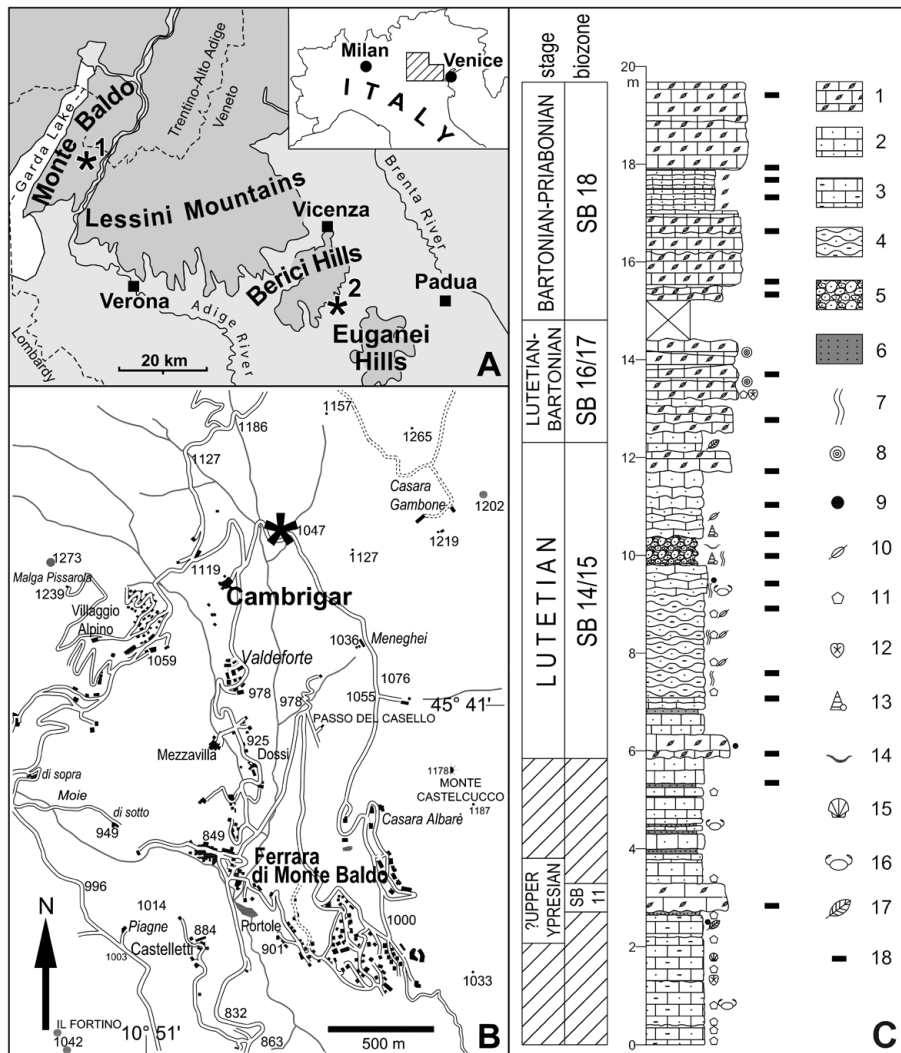 Milan
Venice
I T A L Y
Trentino-Alto Adige
Veneto
Garda Lake
Monte Baldo
1
Lessini Mountains
Brenta River
Vicenza
Berici Hills
Padua
Verona
2
Adige River
Euganei
Hills
Lombardy
20 km
A
1157
1186
1265
1127
Casara
Gambone
1202
1047
1219
1273
1127
Malga Pissarola
1119
1239
Cambrigar
Villaggio
Alpino
1036
Meneghei
1059
Valdeforte
1076
978
978
1055
45° 41'
PASSO DEL CASELLO
925
Mezzavilla
Dossi
di sopra
1178
MONTE
CASTELCUCCO
Moie
1187
di sotto
Casara Albarè
949
849
Ferrara
di Monte Baldo
996
N
1014
1000
Piagne
884
Portole
Castelletti
901
1003
1033
IL FORTINO
832
10° 51'
1042
863
500 m
B
stage
biozone
20
m
18
16
14
12
10
8
6
4
2
0
BARTONIAN-PRIABONIAN
SB 18
LUTETIAN-
BARTONIAN
SB 16/17
LUTETIAN
SB 14/15
?UPPER
YPRESIAN
SB
11
1
2
3
4
5
6
7
8
9
10
11
12
13
14
15
16
17
18
C